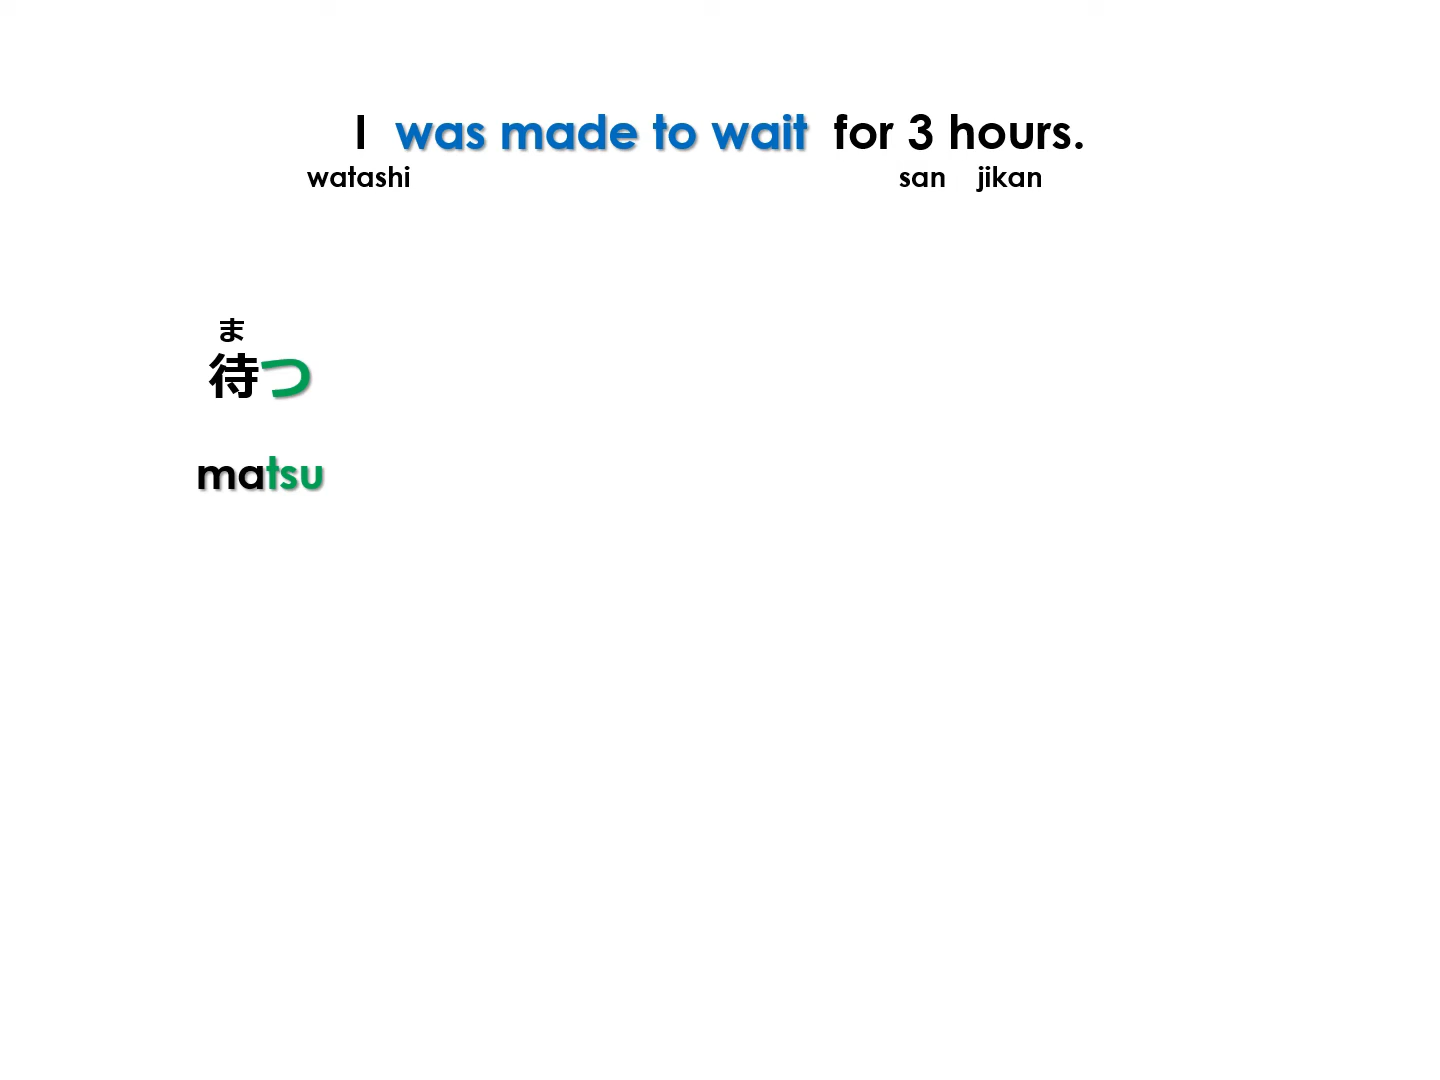 I was made to wait for 3 hours.
watashi san jikan
ま
待つ
matsu